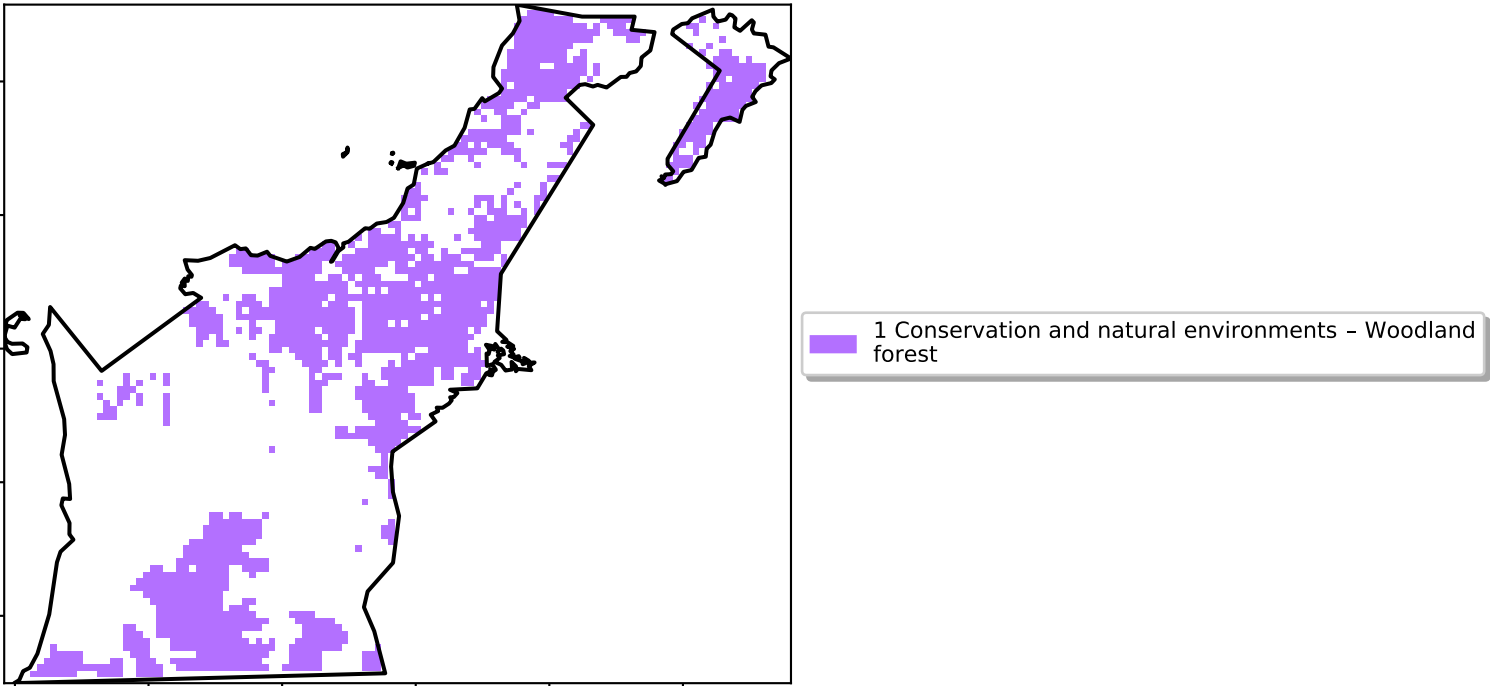 1 Conservation and natural environments – Woodland
forest